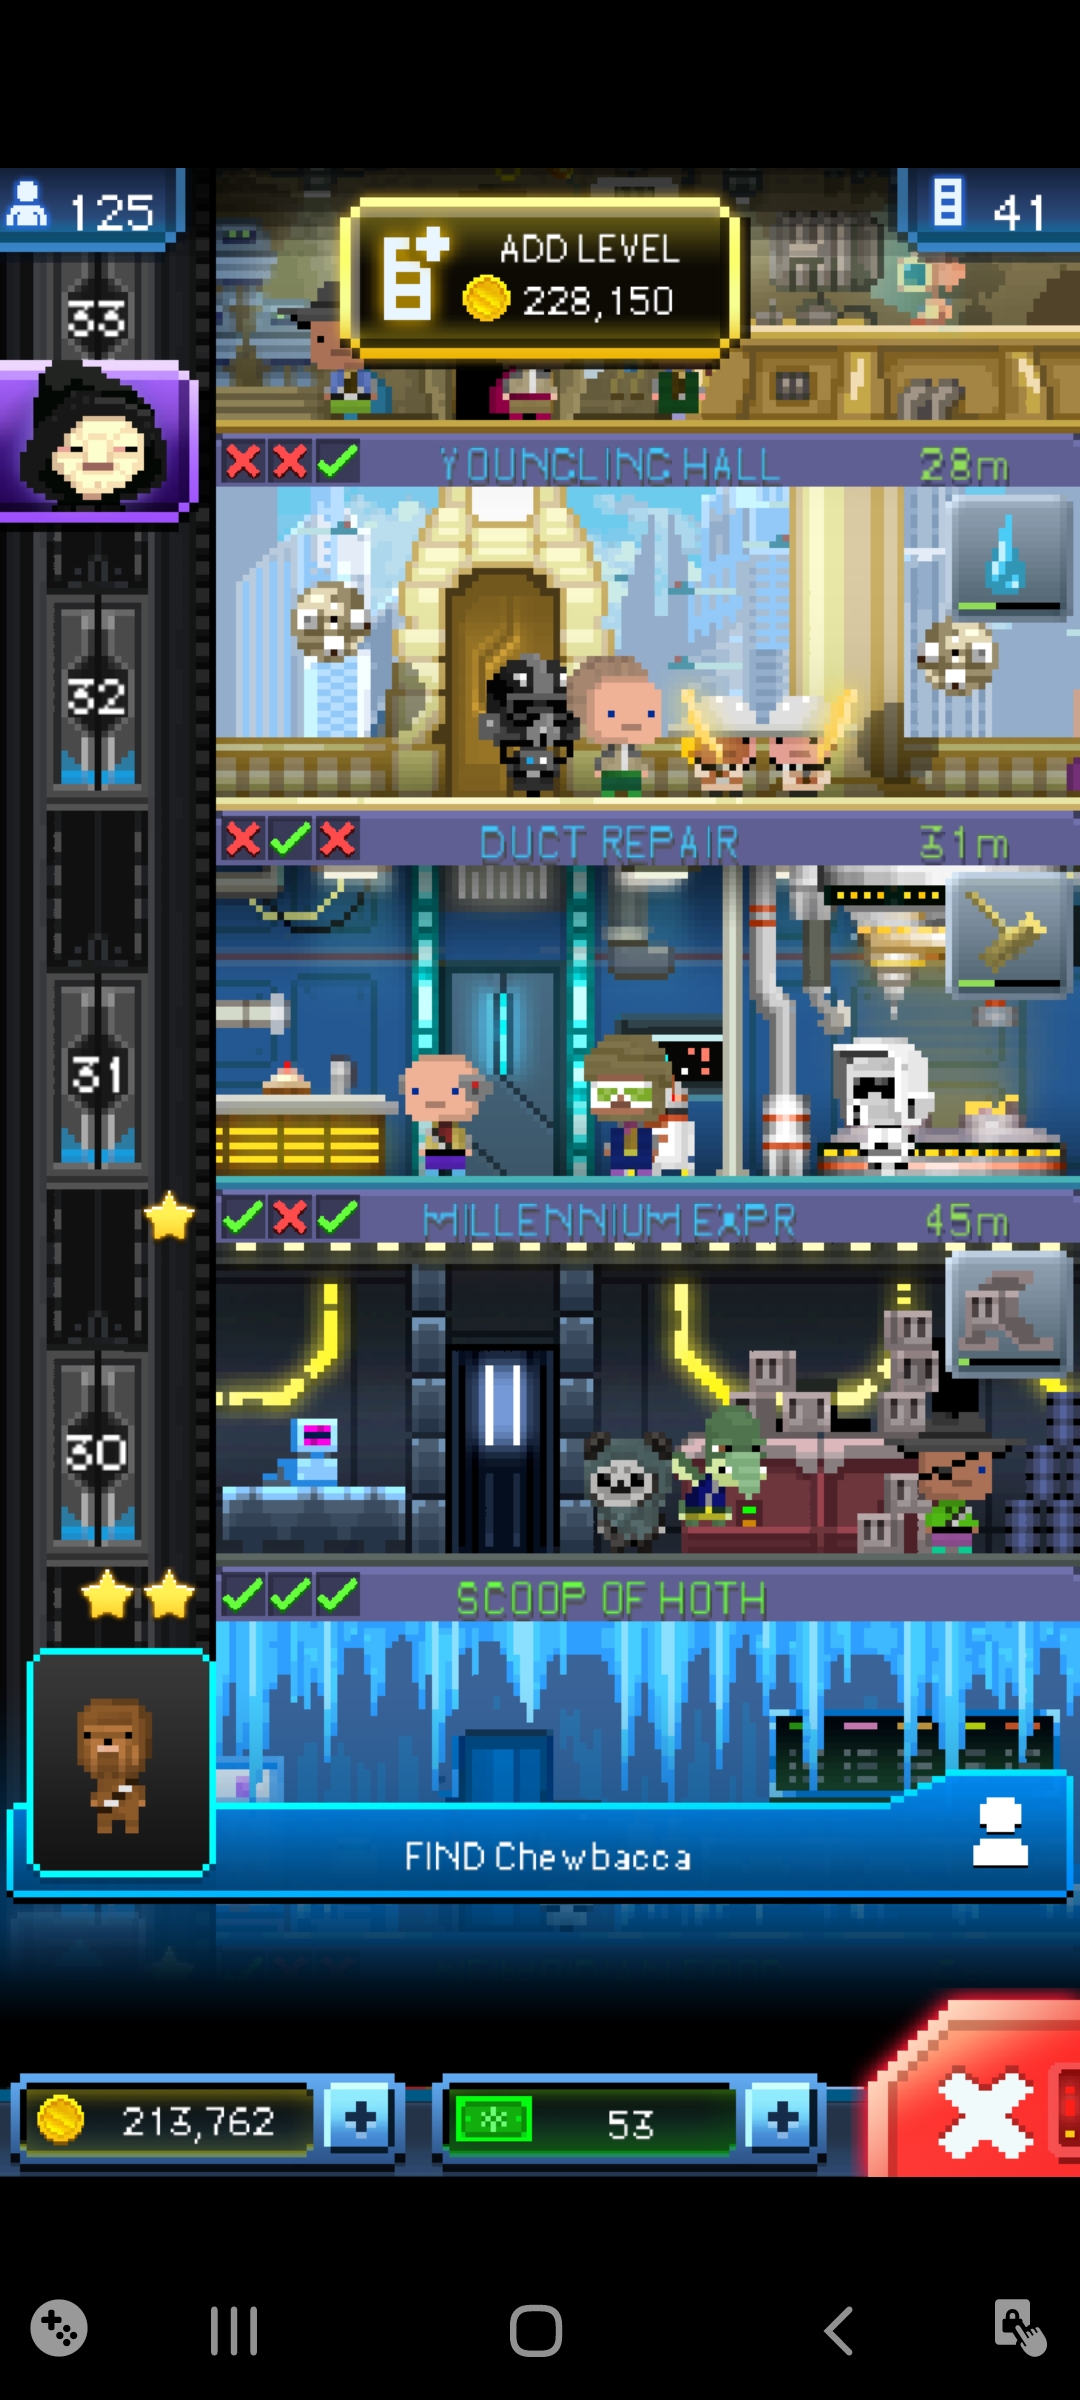 125
41
ADD LEVEL
228,150
33
YOUNGLING HALL
28m
32
DUCT REPAIR
31m
31
MILLENNIUM EXPR
45m
30
SCOOP OF HOTH
FIND Chewbacca
213,762
53